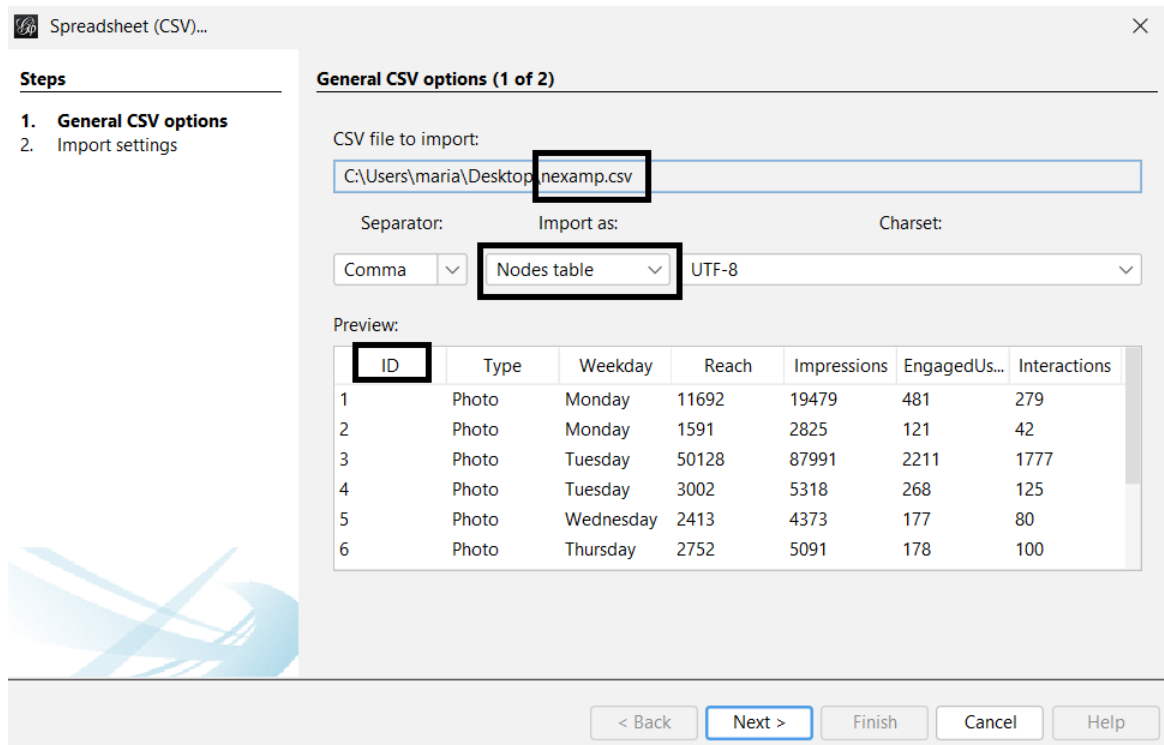 Spreadsheet (CSV)...
Steps
1. General CSV options
2. Import settings
General CSV options (1 of 2)
CSV file to import:
C:\Users\maria\Desktop\nexamp.csv
Separator: Import as: Charset:
Comma Nodes table UTF-8
Preview:
ID Type Weekday Reach Impressions EngagedUs... Interactions
1 Photo Monday 11692 19479 481 279
2 Photo Monday 1591 2825 121 42
3 Photo Tuesday 50128 87991 2211 1777
4 Photo Tuesday 3002 5318 268 125
5 Photo Wednesday 2413 4373 177 80
6 Photo Thursday 2752 5091 178 100
< Back Next > Finish Cancel Help